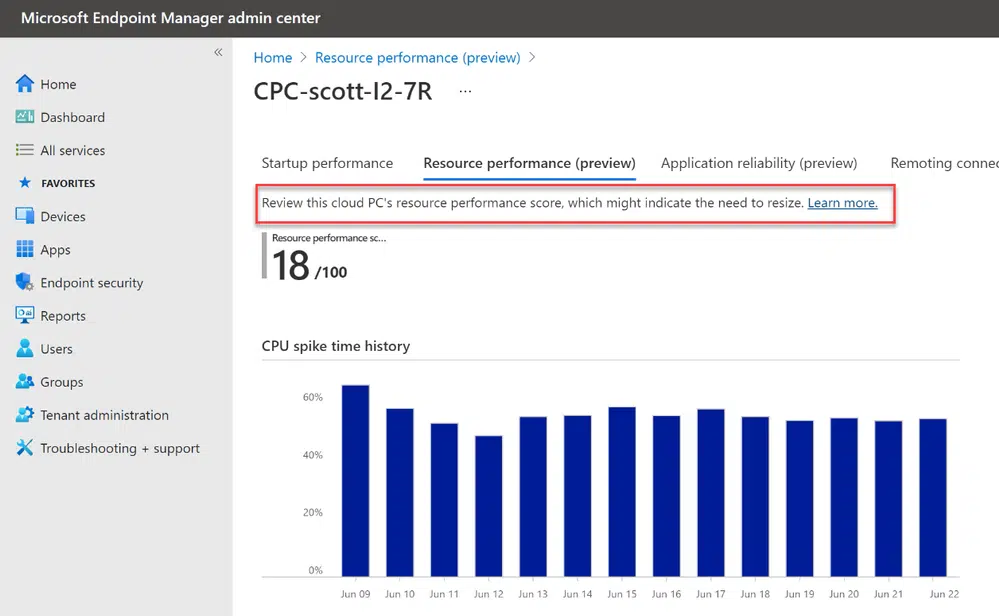 Microsoft Endpoint Manager admin center
«
Home
Dashboard
All services
FAVORITES
Devices
Apps
Endpoint security
Reports
Users
Groups
Tenant administration
Troubleshooting + support
Home > Resource performance (preview) >
CPC-scott-I2-7R ...
Startup performance Resource performance (preview) Application reliability (preview) Remoting connec
Review this cloud PC's resource performance score, which might indicate the need to resize. Learn more.
Resource performance sc...
18 /100
CPU spike time history
60%
40%
20%
0%
Jun 09 Jun 10 Jun 11 Jun 12 Jun 13 Jun 14 Jun 15 Jun 16 Jun 17 Jun 18 Jun 19 Jun 20 Jun 21 Jun 22